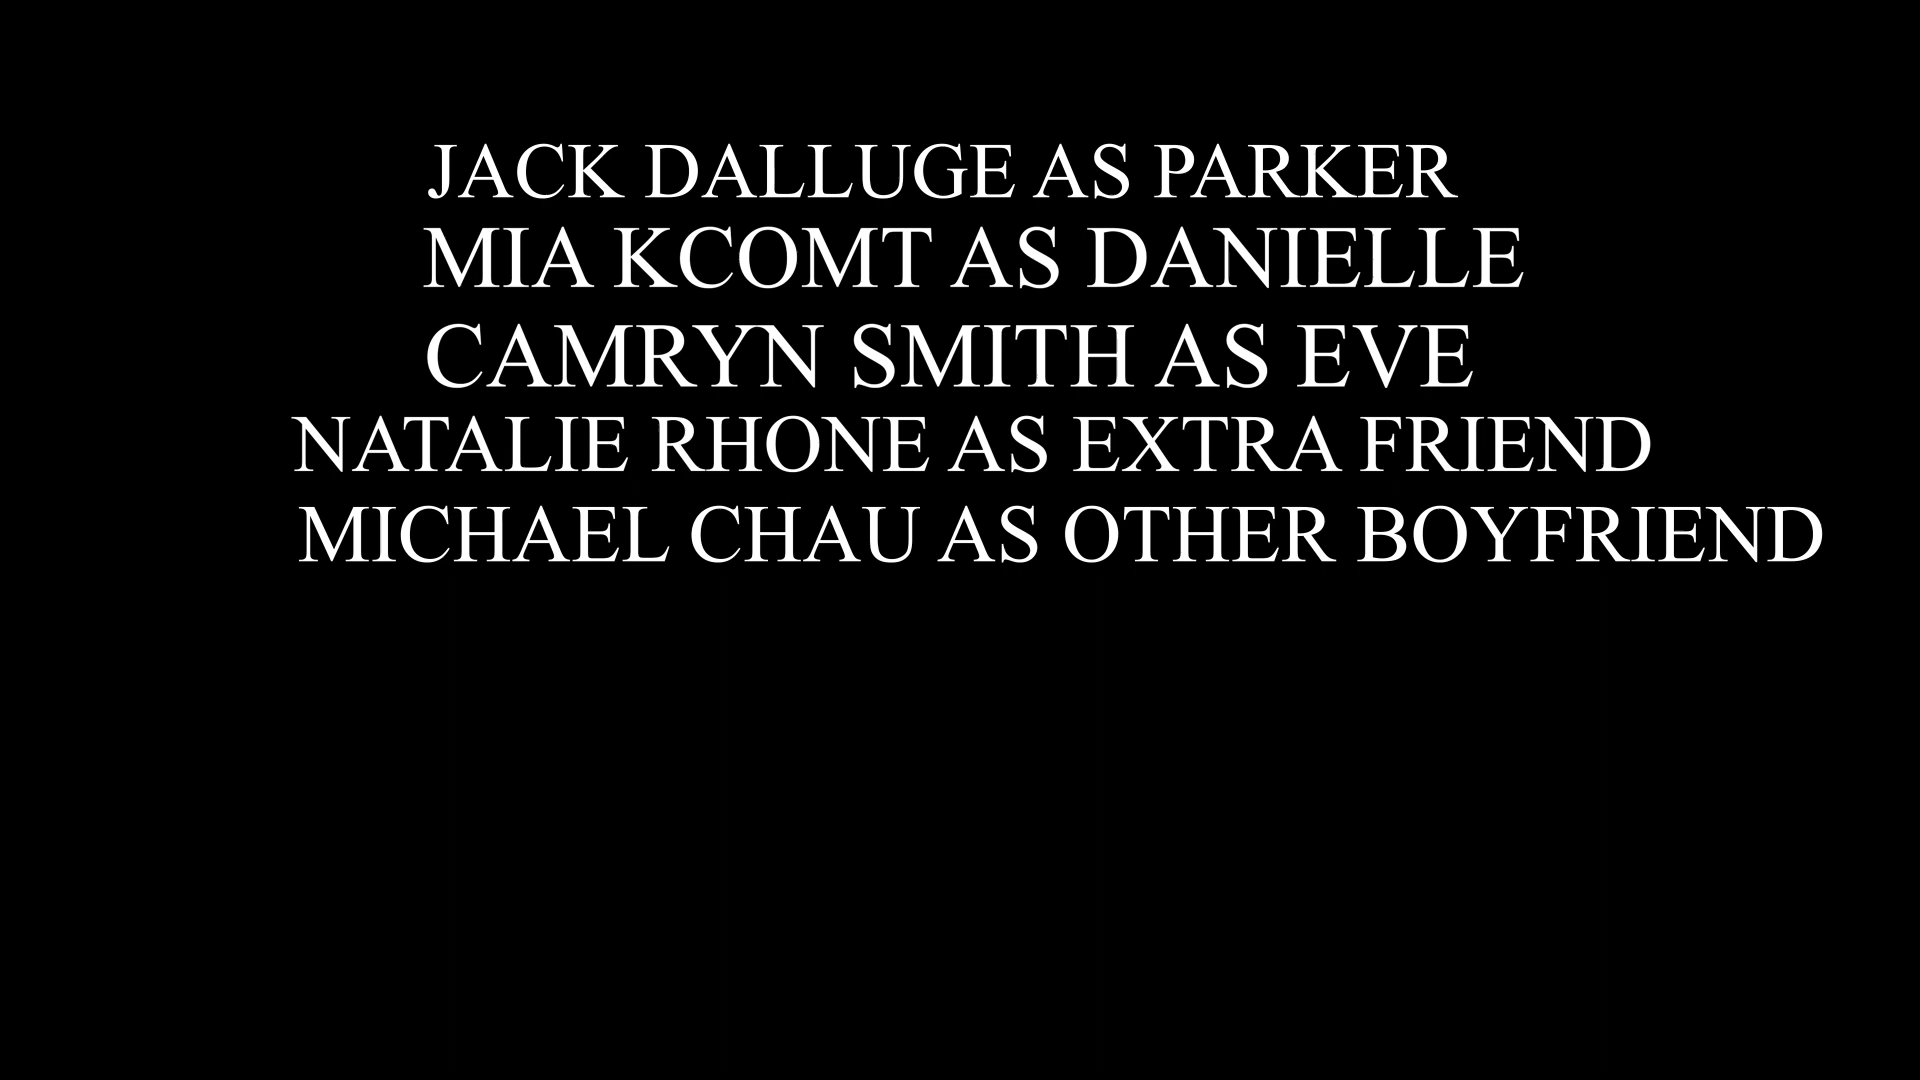 JACK DALLUGE AS PARKER
MIA KCOMT AS DANIELLE
CAMRYN SMITH AS EVE
NATALIE RHONE AS EXTRA FRIEND
MICHAEL CHAU AS OTHER BOYFRIEND